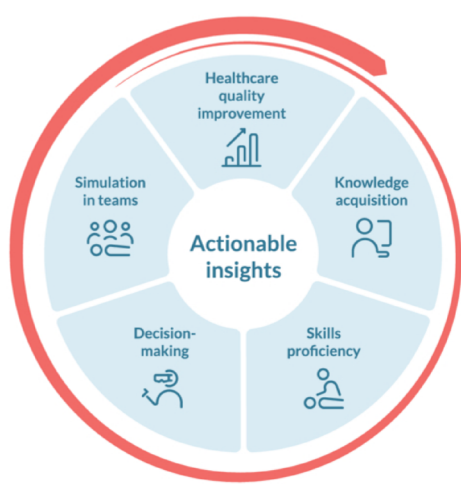 Healthcare
quality
improvement
Simulation
in teams
Knowledge
acquisition
Actionable
insights
Decision-
making
Skills
proficiency